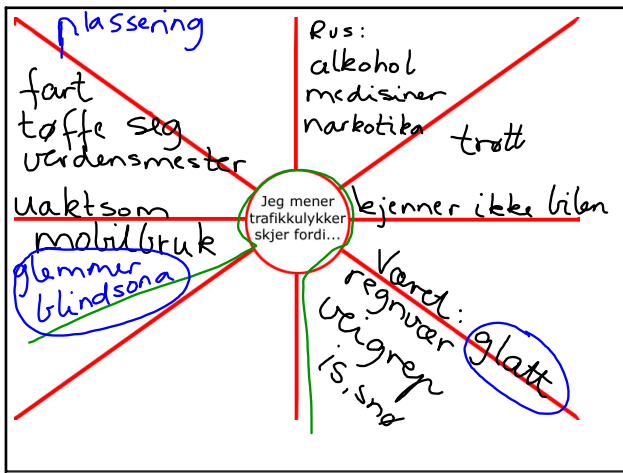 plassering
Rus:
alkohol
medisiner
narkotika
trøtt
fart
tøffe seg
verdensmester
Jeg mener
trafikkulykker
skjer fordi...
uaktsom
mobilbruk
kjenner ikke bilen
glemmer
blindsona
Været:
regnvær
veigrep
is, snø
glatt